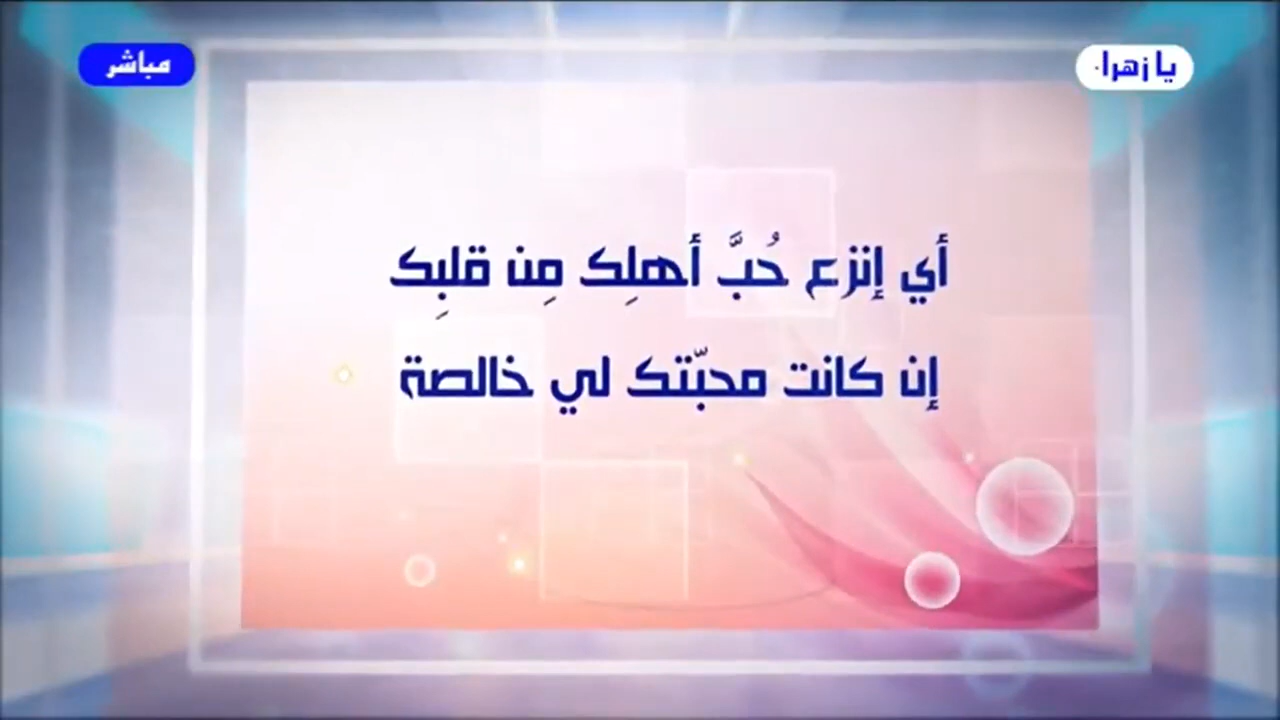 يا زهراء
مباشر
أي إنزع حُبَّ أهلِك مِن قلبِك
إن كانت محبّتك لي خالصة